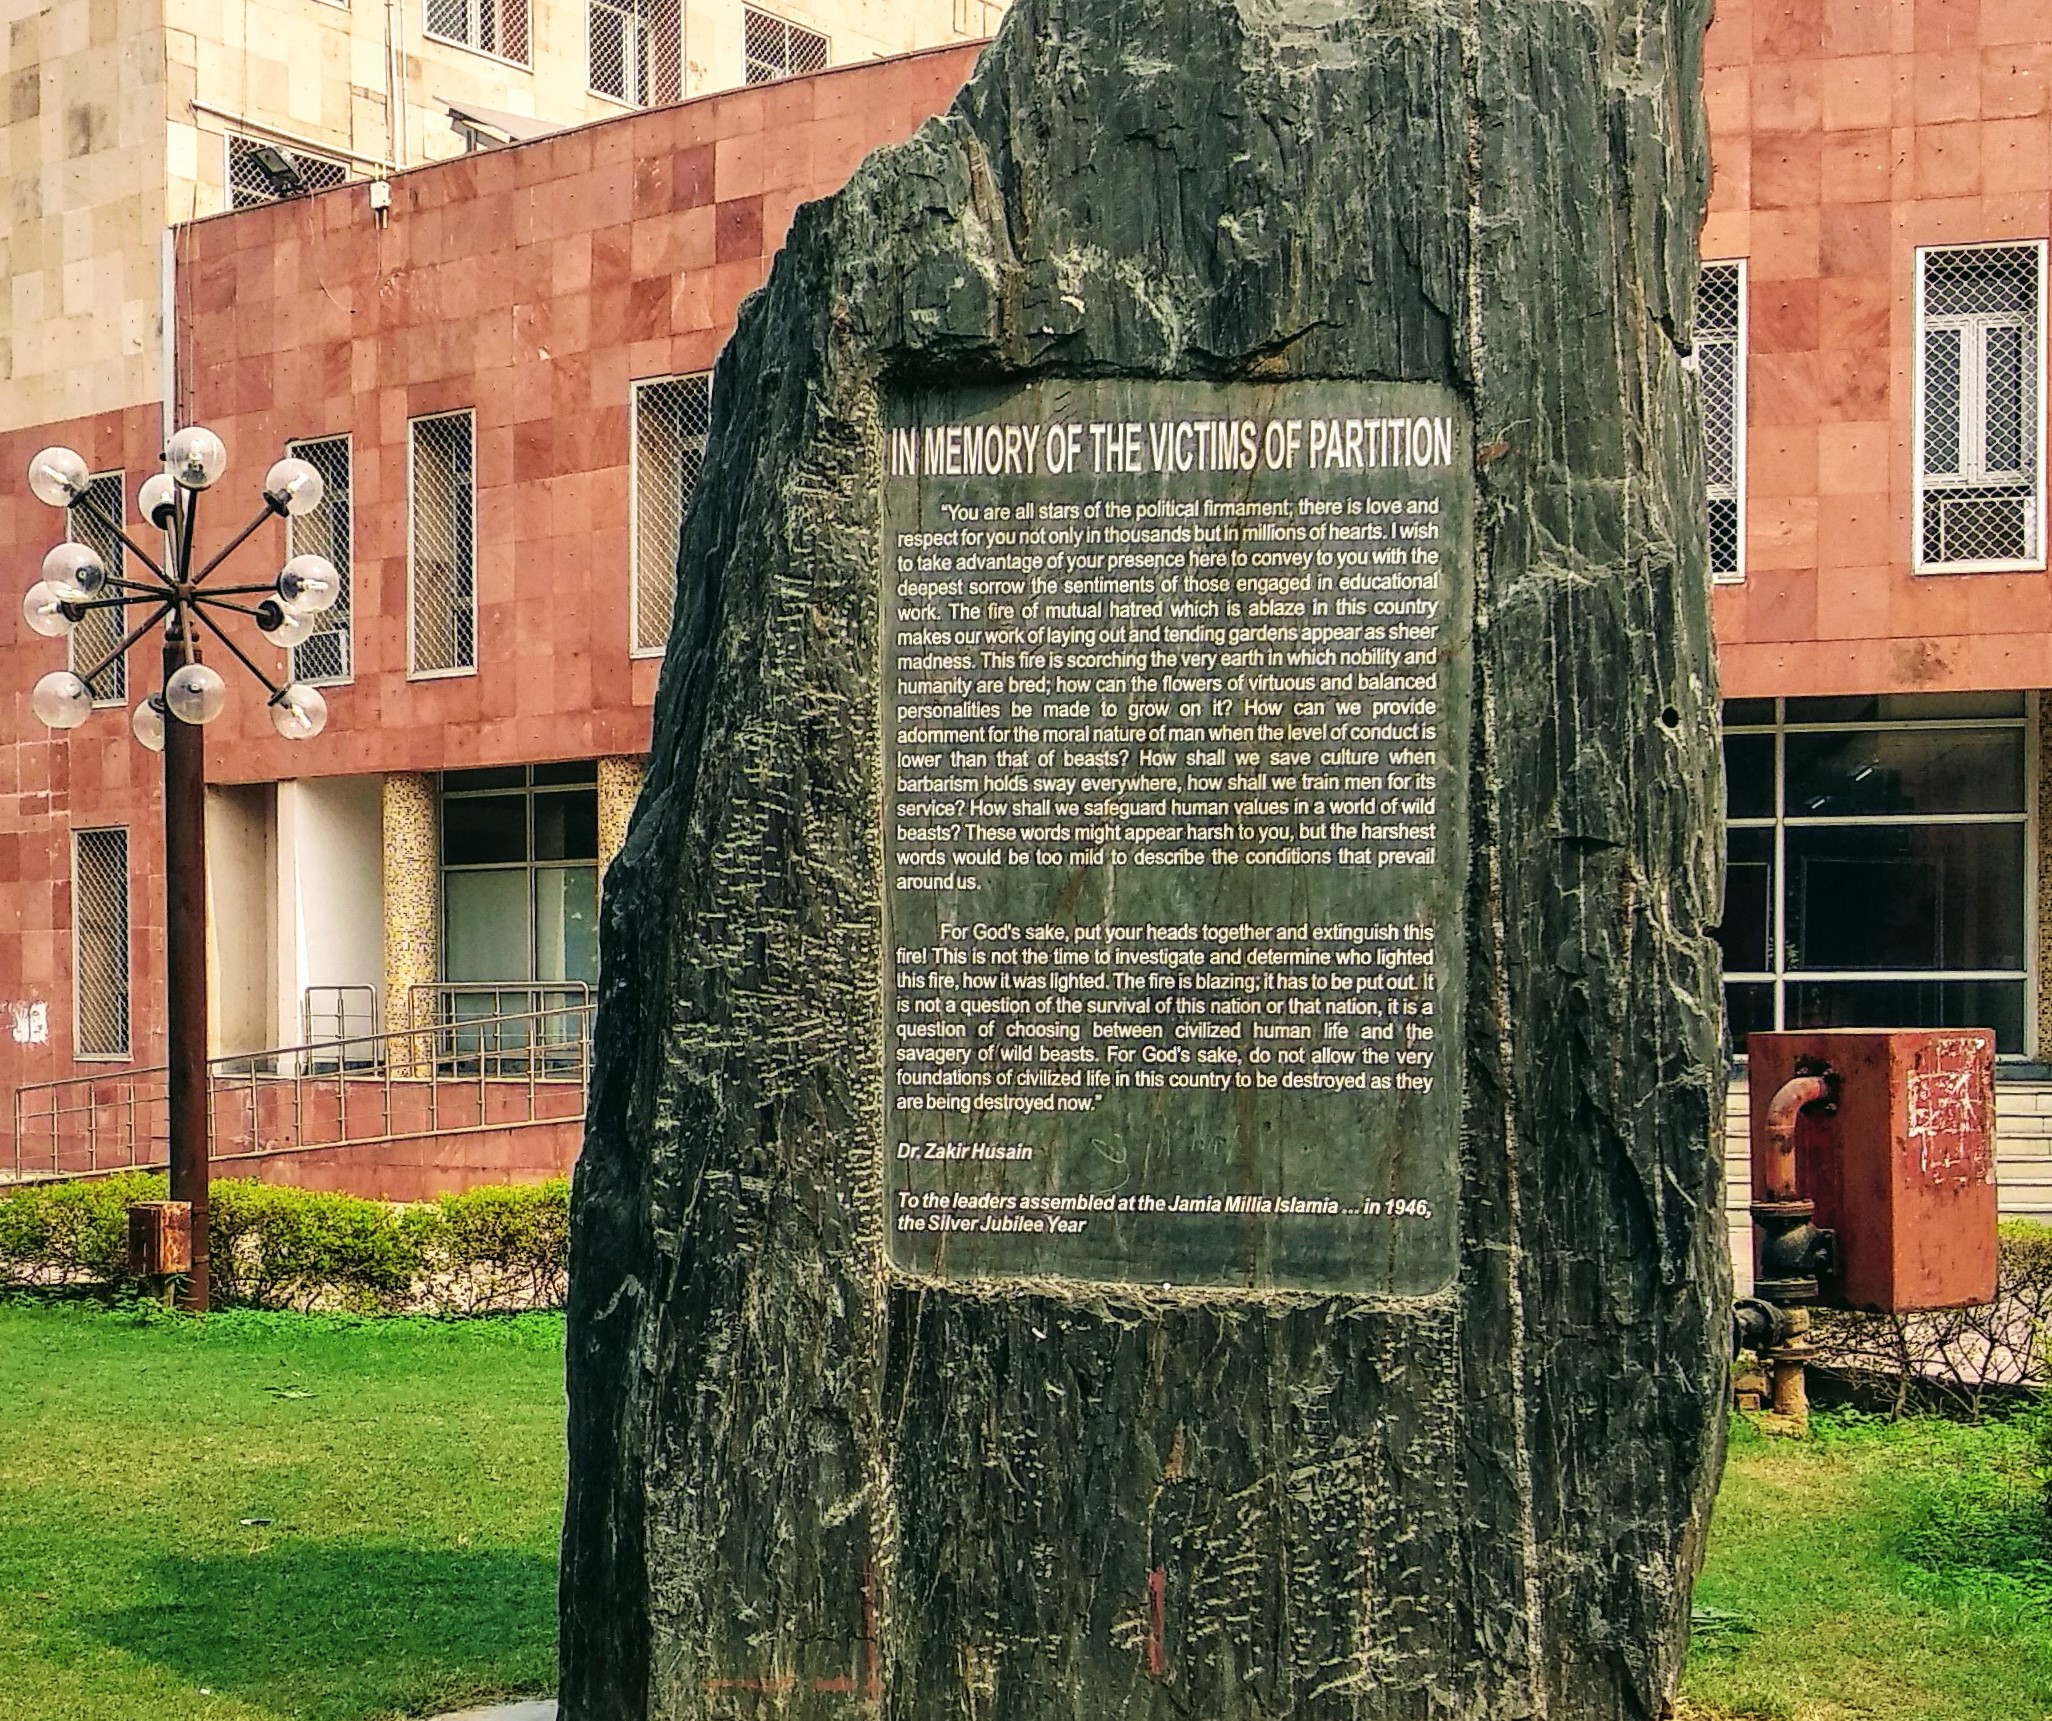 IN MEMORY OF THE VICTIMS OF PARTITION
“You are all stars of the political firmament; there is love and
respect for you not only in thousands but in millions of hearts. I wish
to take advantage of your presence here to convey to you with the
deepest sorrow the sentiments of those engaged in educational
work. The fire of mutual hatred which is ablaze in this country
makes our work of laying out and tending gardens appear as sheer
madness. This fire is scorching the very earth in which nobility and
humanity are bred; how can the flowers of virtuous and balanced
personalities be made to grow on it? How can we provide
adornment for the moral nature of man when the level of conduct is
lower than that of beasts? How shall we save culture when
barbarism holds sway everywhere, how shall we train men for its
service? How shall we safeguard human values in a world of wild
beasts? These words might appear harsh to you, but the harshest
words would be too mild to describe the conditions that prevail
around us.
For God's sake, put your heads together and extinguish this
fire! This is not the time to investigate and determine who lighted
this fire, how it was lighted. The fire is blazing; it has to be put out. It
is not a question of the survival of this nation or that nation, it is a
question of choosing between civilized human life and the
savagery of wild beasts. For God's sake, do not allow the very
foundations of civilized life in this country to be destroyed as they
are being destroyed now.”
Dr. Zakir Husain
To the leaders assembled at the Jamia Millia Islamia ... in 1946,
the Silver Jubilee Year